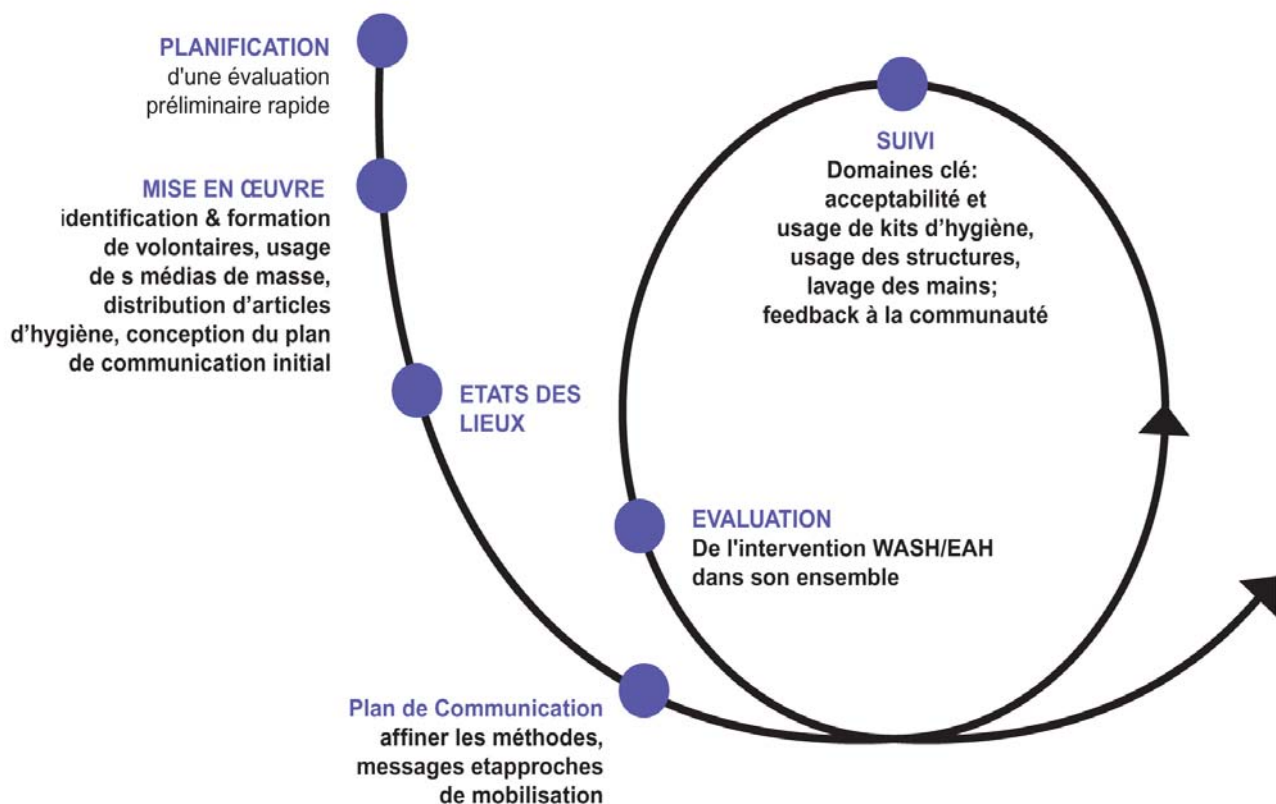 PLANIFICATION
d'une évaluation
préliminaire rapide
MISE EN ŒUVRE
identification & formation
de volontaires, usage
de s médias de masse,
distribution d’articles
d’hygiène, conception du plan
de communication initial
ETATS DES
LIEUX
Plan de Communication
affiner les méthodes,
messages etapproches
de mobilisation
SUIVI
Domaines clé:
acceptabilité et
usage de kits d’hygiène,
usage des structures,
lavage des mains;
feedback à la communauté
EVALUATION
De l'intervention WASH/EAH
dans son ensemble